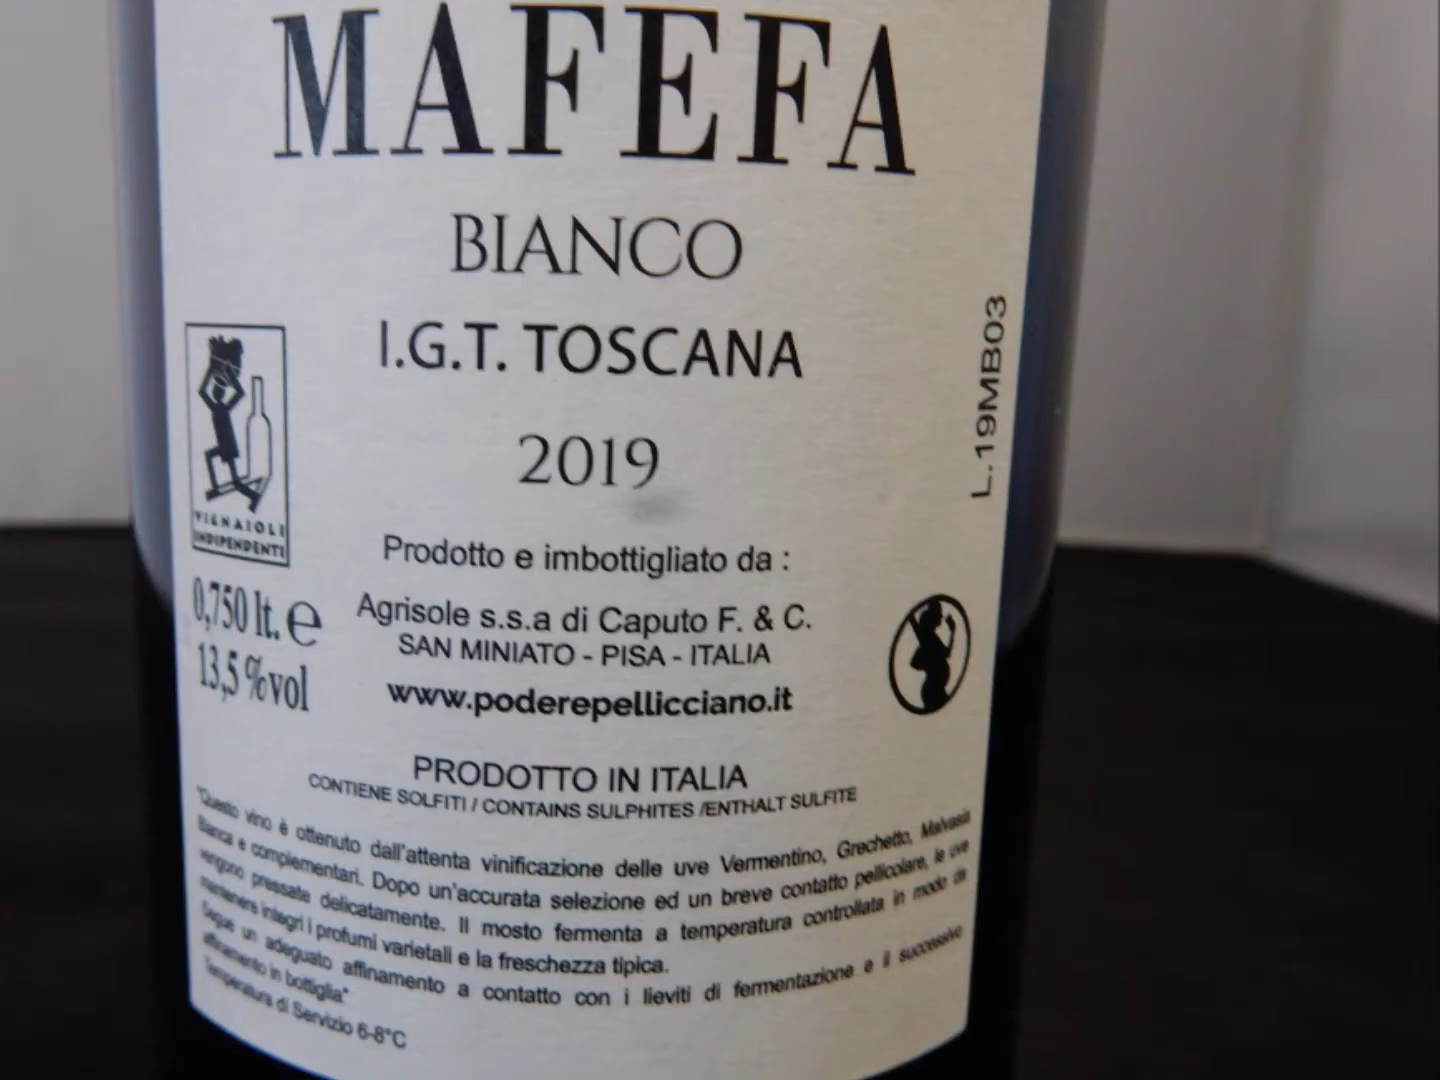 MAFEFA
BIANCO
I.G.T. TOSCANA
2019
L.19MB03
VIGNAIOLI
INDIPENDENTI
0,750 lt. e
13,5 %vol
Prodotto e imbottigliato da :
Agrisole s.s.a di Caputo F. & C.
SAN MINIATO - PISA - ITALIA
www.poderepellicciano.it
PRODOTTO IN ITALIA
CONTIENE SOLFITI / CONTAINS SULPHITES /ENTHALT SULFITE
"Questo vino è ottenuto dall'attenta vinificazione delle uve Vermentino, Grechetto, Malvasia
Bianca e complementari. Dopo un'accurata selezione ed un breve contatto pellicolare, le uve
vengono pressate delicatamente. Il mosto fermenta a temperatura controllata in modo da
mantenere integri i profumi varietali e la freschezza tipica.
Segue un adeguato affinamento a contatto con i lieviti di fermentazione e il successivo
affinamento in bottiglia"
Temperatura di Servizio 6-8°C